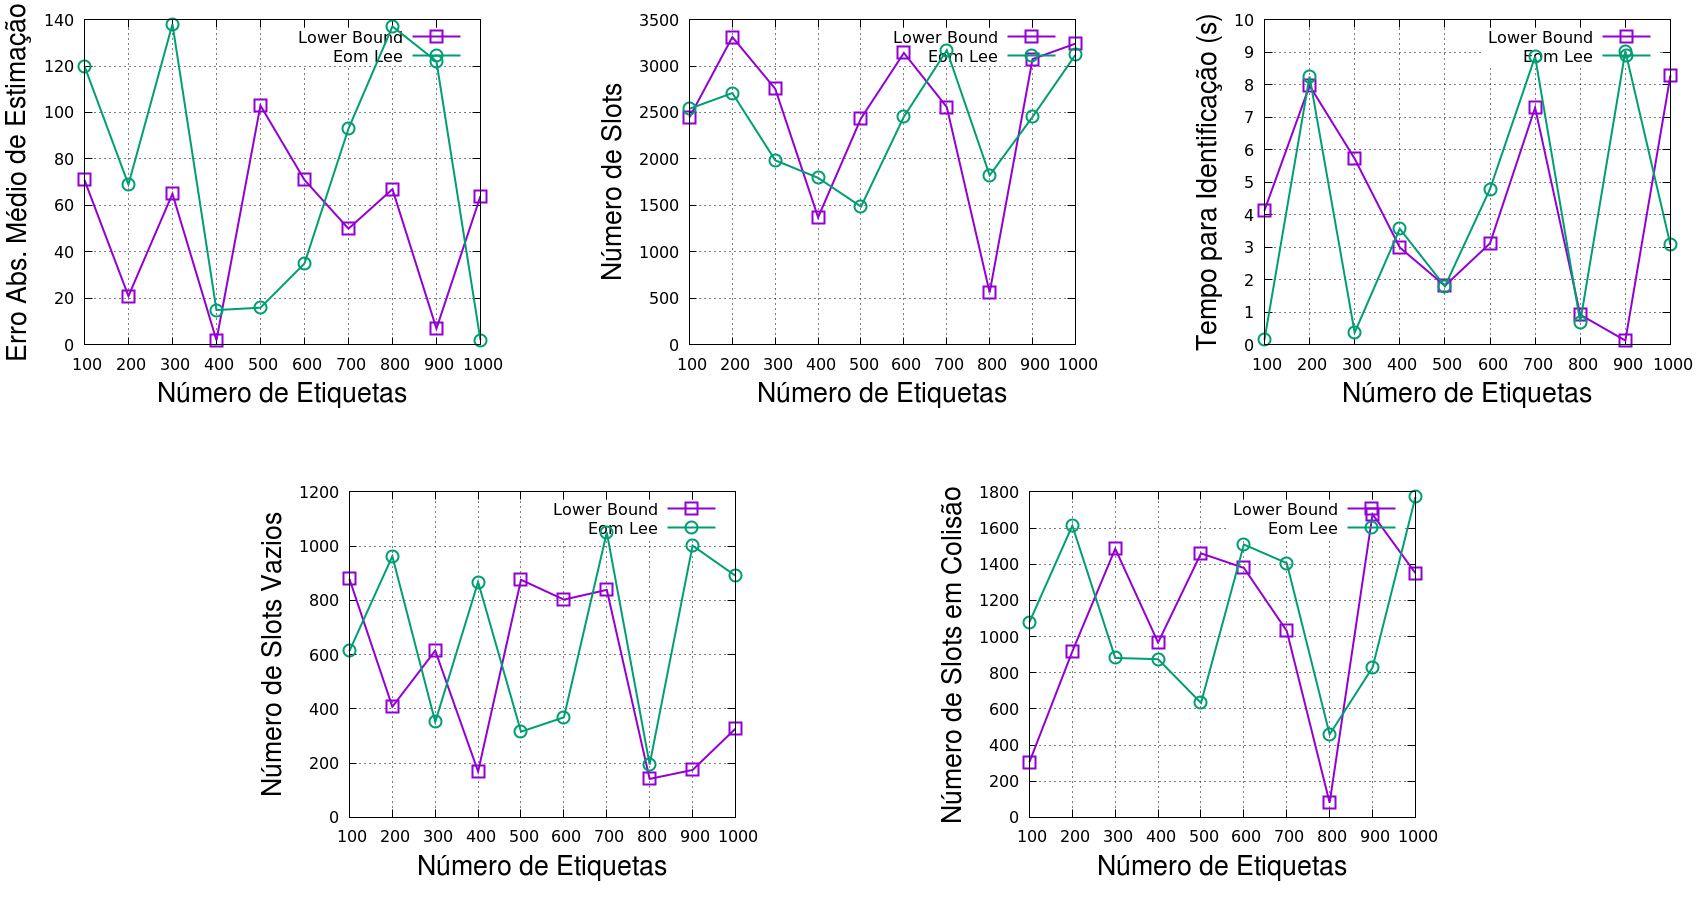 Erro Abs. Médio de Estimação
140
120
100
80
60
40
20
0
Lower Bound
Eom Lee
100 200 300 400 500 600 700 800 900 1000
Número de Etiquetas
Número de Slots
3500
3000
2500
2000
1500
1000
500
0
Lower Bound
Eom Lee
100 200 300 400 500 600 700 800 900 1000
Número de Etiquetas
Tempo para Identificação (s)
10
9
8
7
6
5
4
3
2
1
0
Lower Bound
Eom Lee
100 200 300 400 500 600 700 800 900 1000
Número de Etiquetas
Número de Slots Vazios
1200
1000
800
600
400
200
0
Lower Bound
Eom Lee
100 200 300 400 500 600 700 800 900 1000
Número de Etiquetas
Número de Slots em Colisão
1800
1600
1400
1200
1000
800
600
400
200
0
Lower Bound
Eom Lee
100 200 300 400 500 600 700 800 900 1000
Número de Etiquetas